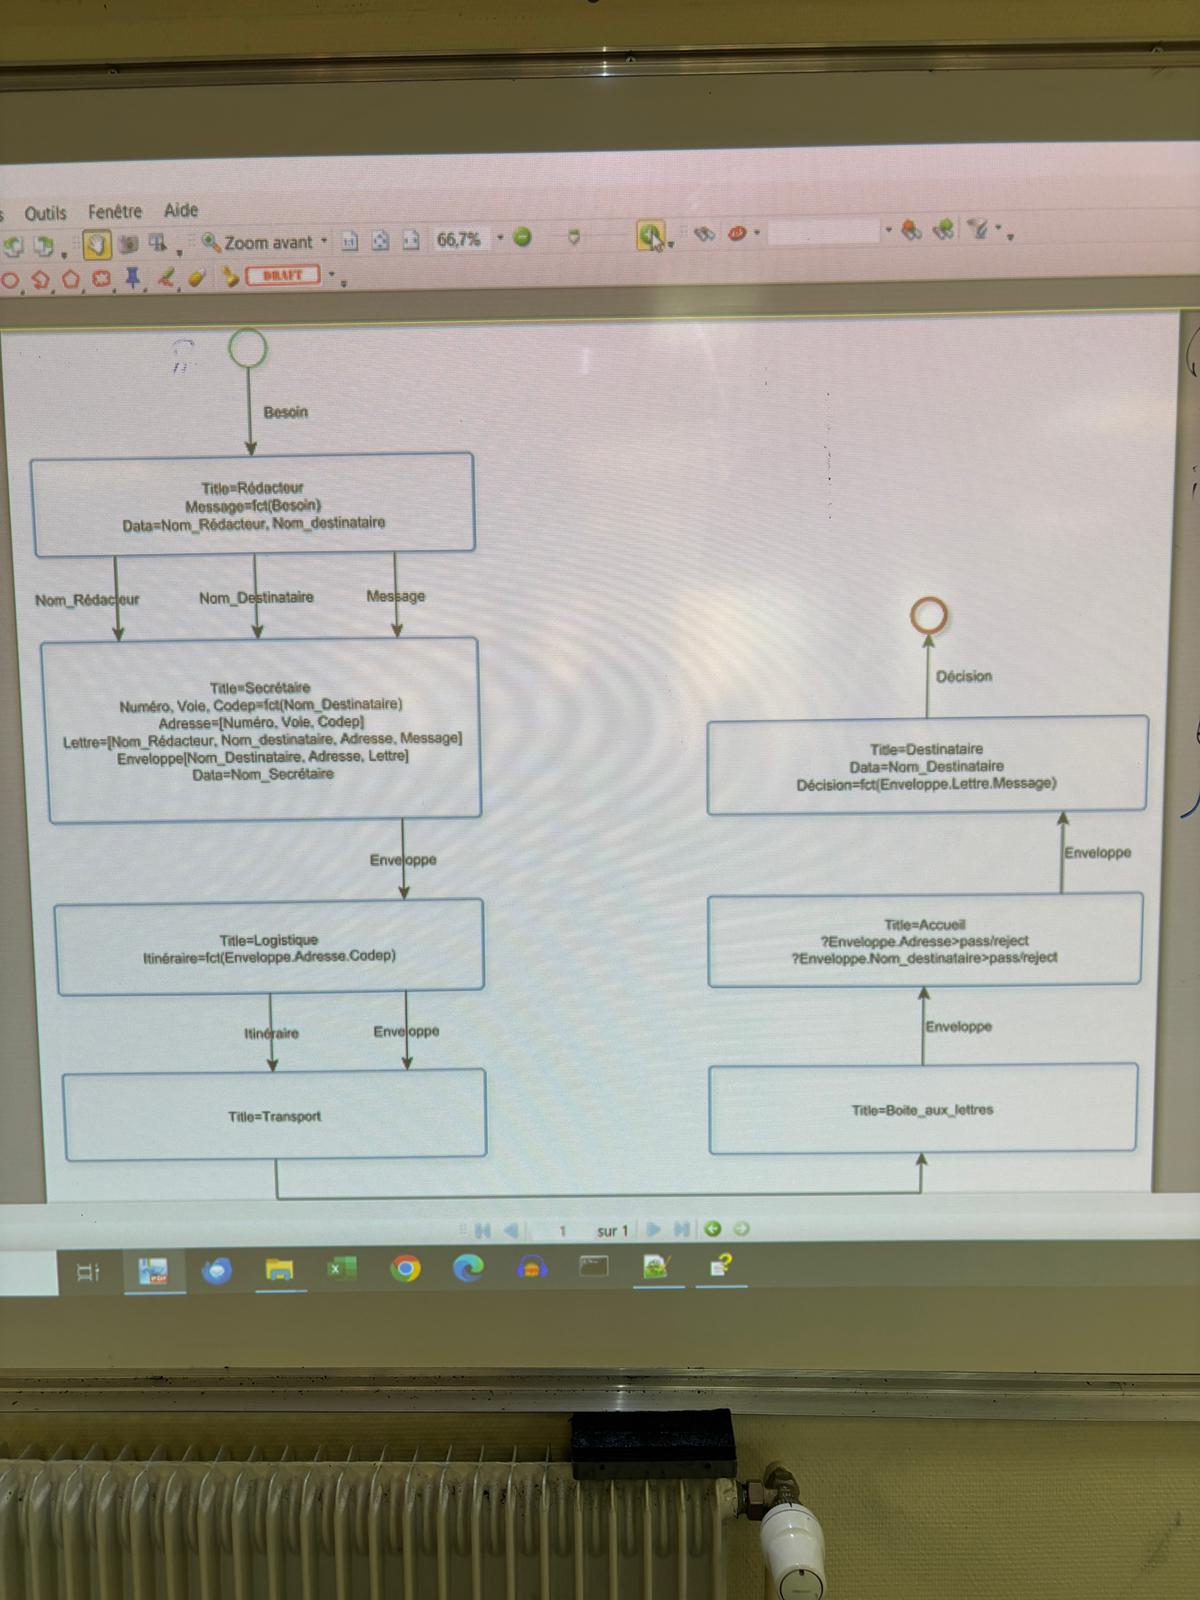 Outils Fenêtre Aide
Zoom avant 66,7%
DRAFT
Besoin
Title=Rédacteur
Message=fct(Besoin)
Data=Nom_Rédacteur, Nom_destinataire
Nom_Rédacteur Nom_Destinataire Message
Title=Secrétaire
Numéro, Voie, Codep=fct(Nom_Destinataire)
Adresse=[Numéro, Voie, Codep]
Lettre=[Nom_Rédacteur, Nom_destinataire, Adresse, Message]
Enveloppe[Nom_Destinataire, Adresse, Lettre]
Data=Nom_Secrétaire
Enveloppe
Title=Logistique
Itinéraire=fct(Enveloppe.Adresse.Codep)
Itinéraire Enveloppe
Title=Transport
Décision
Title=Destinataire
Data=Nom_Destinataire
Décision=fct(Enveloppe.Lettre.Message)
Enveloppe
Title=Accueil
?Enveloppe.Adresse>pass/reject
?Enveloppe.Nom_destinataire>pass/reject
Enveloppe
Title=Boite_aux_lettres
1 sur 1